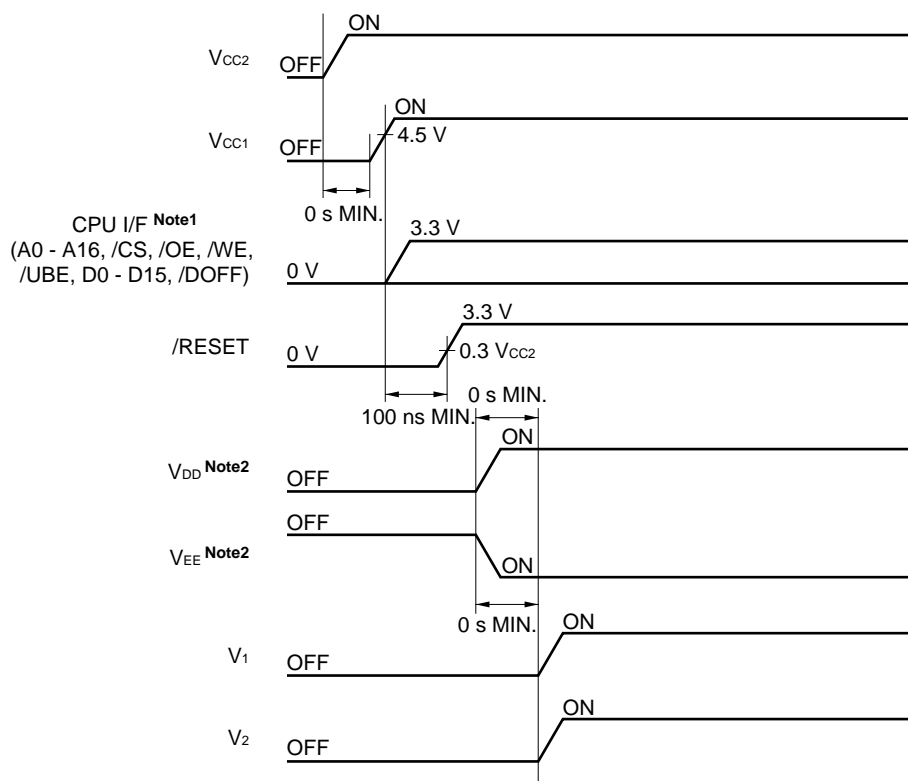 ON
VCC2
OFF
ON
VCC1
4.5 V
OFF
0 s MIN.
CPU I/F Note1
(A0 - A16, /CS, /OE, /WE,
/UBE, D0 - D15, /DOFF)
3.3 V
0 V
3.3 V
/RESET
0 V
0.3 VCC2
0 s MIN.
100 ns MIN.
ON
VDD Note2
OFF
OFF
VEE Note2
ON
0 s MIN.
ON
V1
OFF
ON
V2
OFF